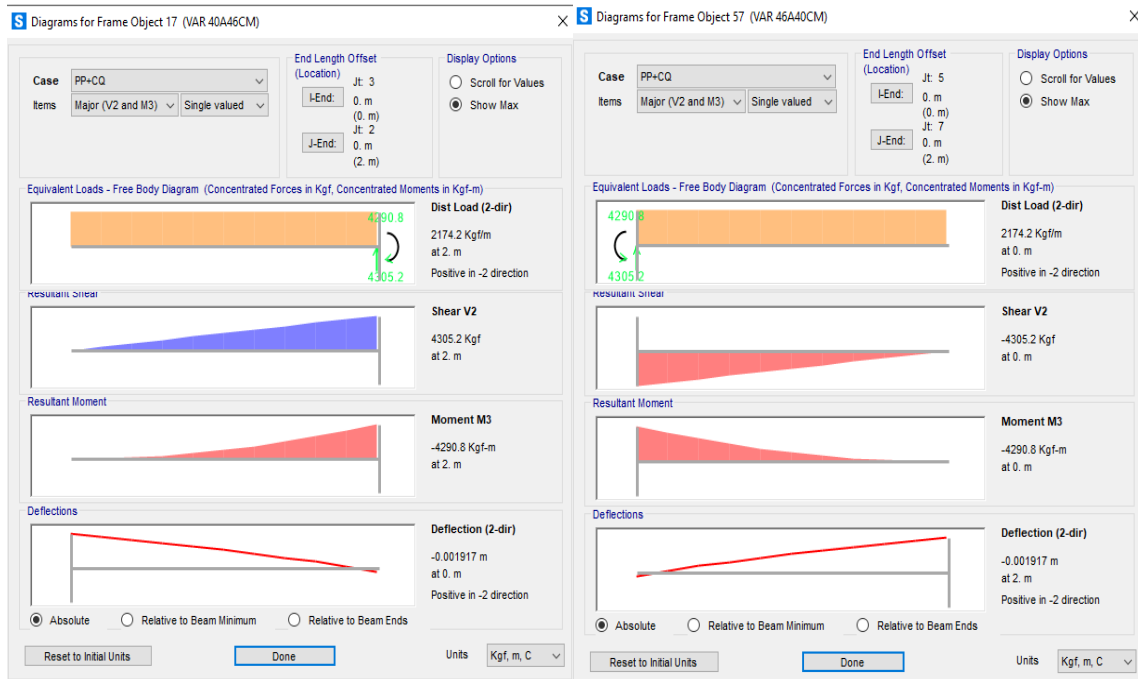 S Diagrams for Frame Object 17 (VAR 40A46CM)
Case PP+CQ
Items Major (V2 and M3) Single valued
End Length Offset
(Location)
Jt: 3
I-End: 0. m
(0. m)
Jt: 2
J-End: 0. m
(2. m)
Display Options
Scroll for Values
Show Max
Equivalent Loads - Free Body Diagram (Concentrated Forces in Kgf, Concentrated Moments in Kgf-m)
4290.8
4305.2
Dist Load (2-dir)
2174.2 Kgf/m
at 2. m
Positive in -2 direction
Resultant Shear
Shear V2
4305.2 Kgf
at 2. m
Resultant Moment
Moment M3
-4290.8 Kgf-m
at 2. m
Deflections
Deflection (2-dir)
-0.001917 m
at 0. m
Positive in -2 direction
Absolute Relative to Beam Minimum Relative to Beam Ends
Reset to Initial Units Done Units Kgf, m, C
S Diagrams for Frame Object 57 (VAR 46A40CM)
Case PP+CQ
Items Major (V2 and M3) Single valued
End Length Offset
(Location)
Jt: 5
I-End: 0. m
(0. m)
Jt: 7
J-End: 0. m
(2. m)
Display Options
Scroll for Values
Show Max
Equivalent Loads - Free Body Diagram (Concentrated Forces in Kgf, Concentrated Moments in Kgf-m)
4290.8
4305.2
Dist Load (2-dir)
2174.2 Kgf/m
at 0. m
Positive in -2 direction
Resultant Shear
Shear V2
-4305.2 Kgf
at 0. m
Resultant Moment
Moment M3
-4290.8 Kgf-m
at 0. m
Deflections
Deflection (2-dir)
-0.001917 m
at 2. m
Positive in -2 direction
Absolute Relative to Beam Minimum Relative to Beam Ends
Reset to Initial Units Done Units Kgf, m, C